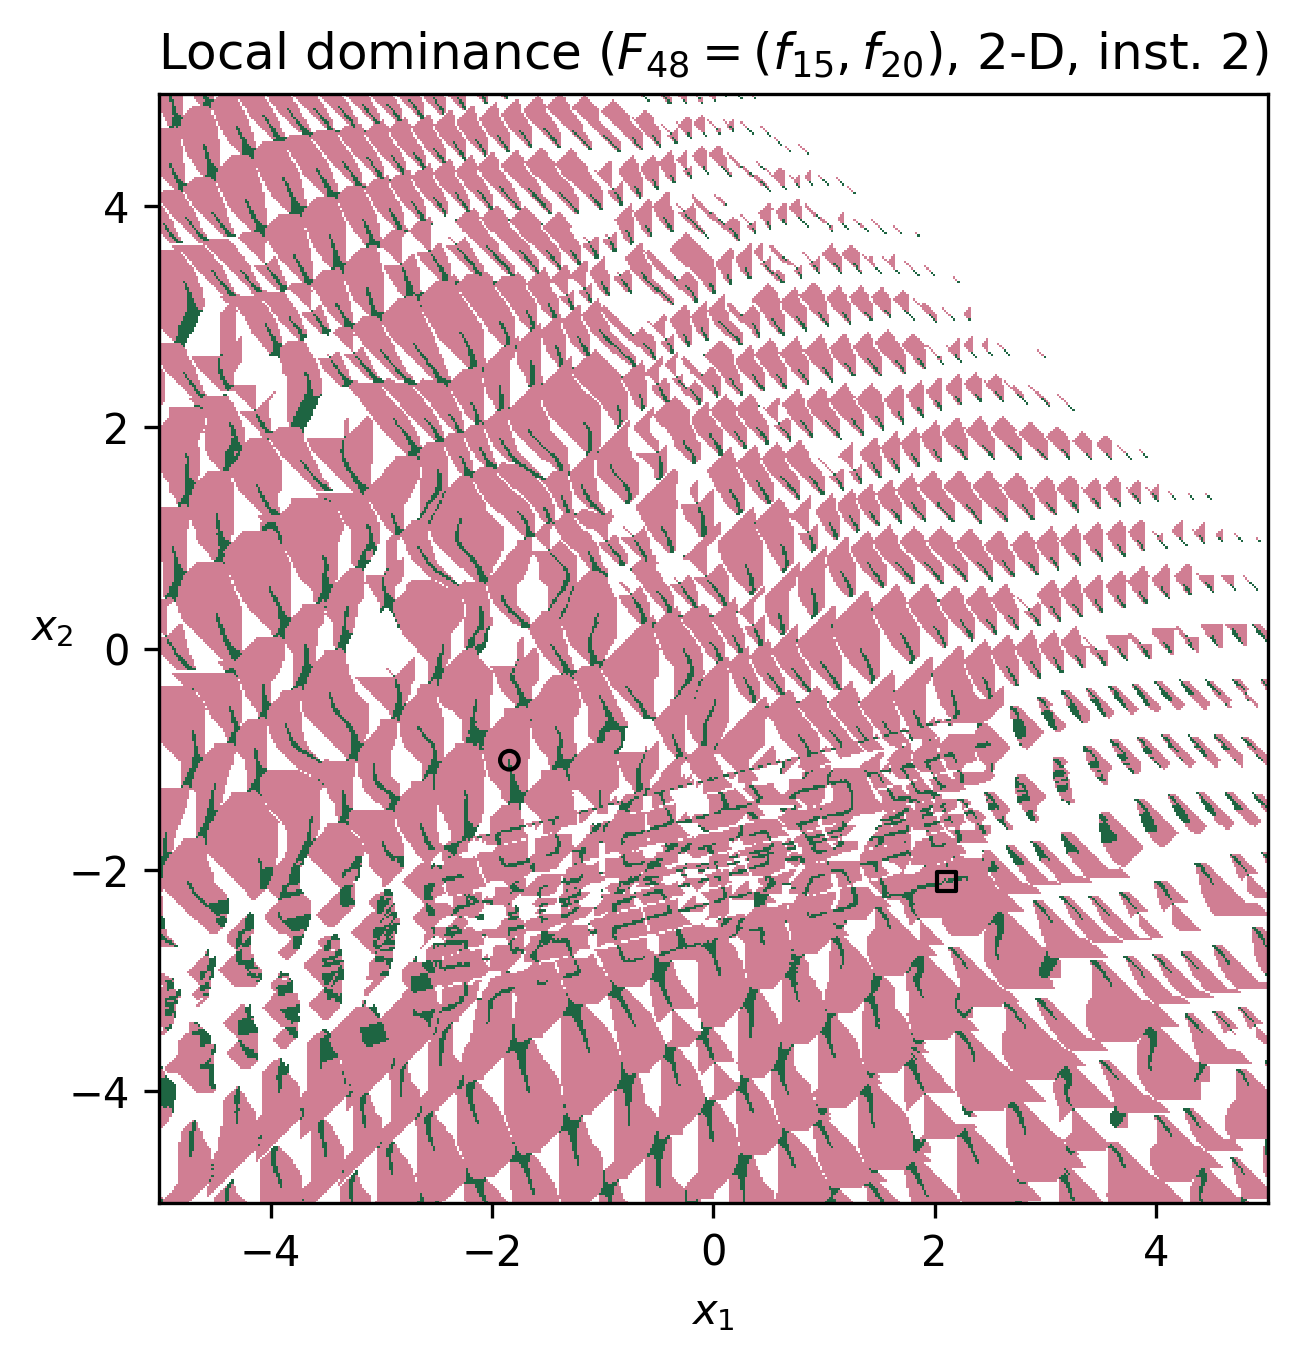 Local dominance (F₄₈ = (f₁₅, f₂₀), 2-D, inst. 2)
4
2
x₂
0
−2
−4
−4 −2 0 2 4
x₁